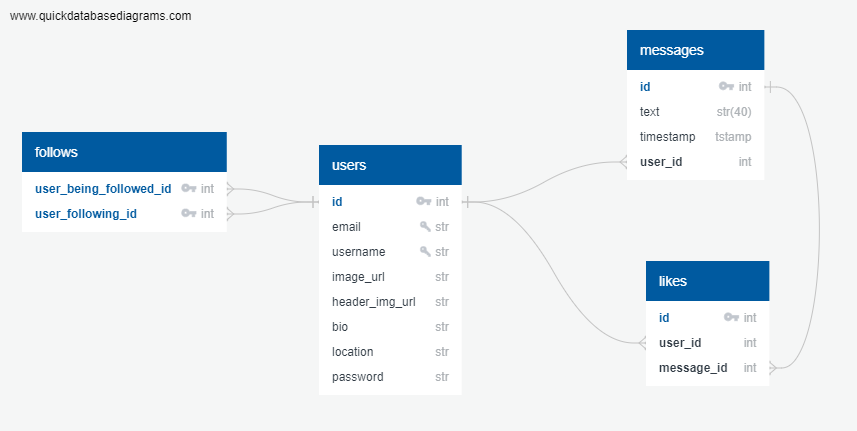 www.quickdatabasediagrams.com
follows
user_being_followed_id int
user_following_id int
users
id int
email str
username str
image_url str
header_img_url str
bio str
location str
password str
messages
id int
text str(40)
timestamp tstamp
user_id int
likes
id int
user_id int
message_id int